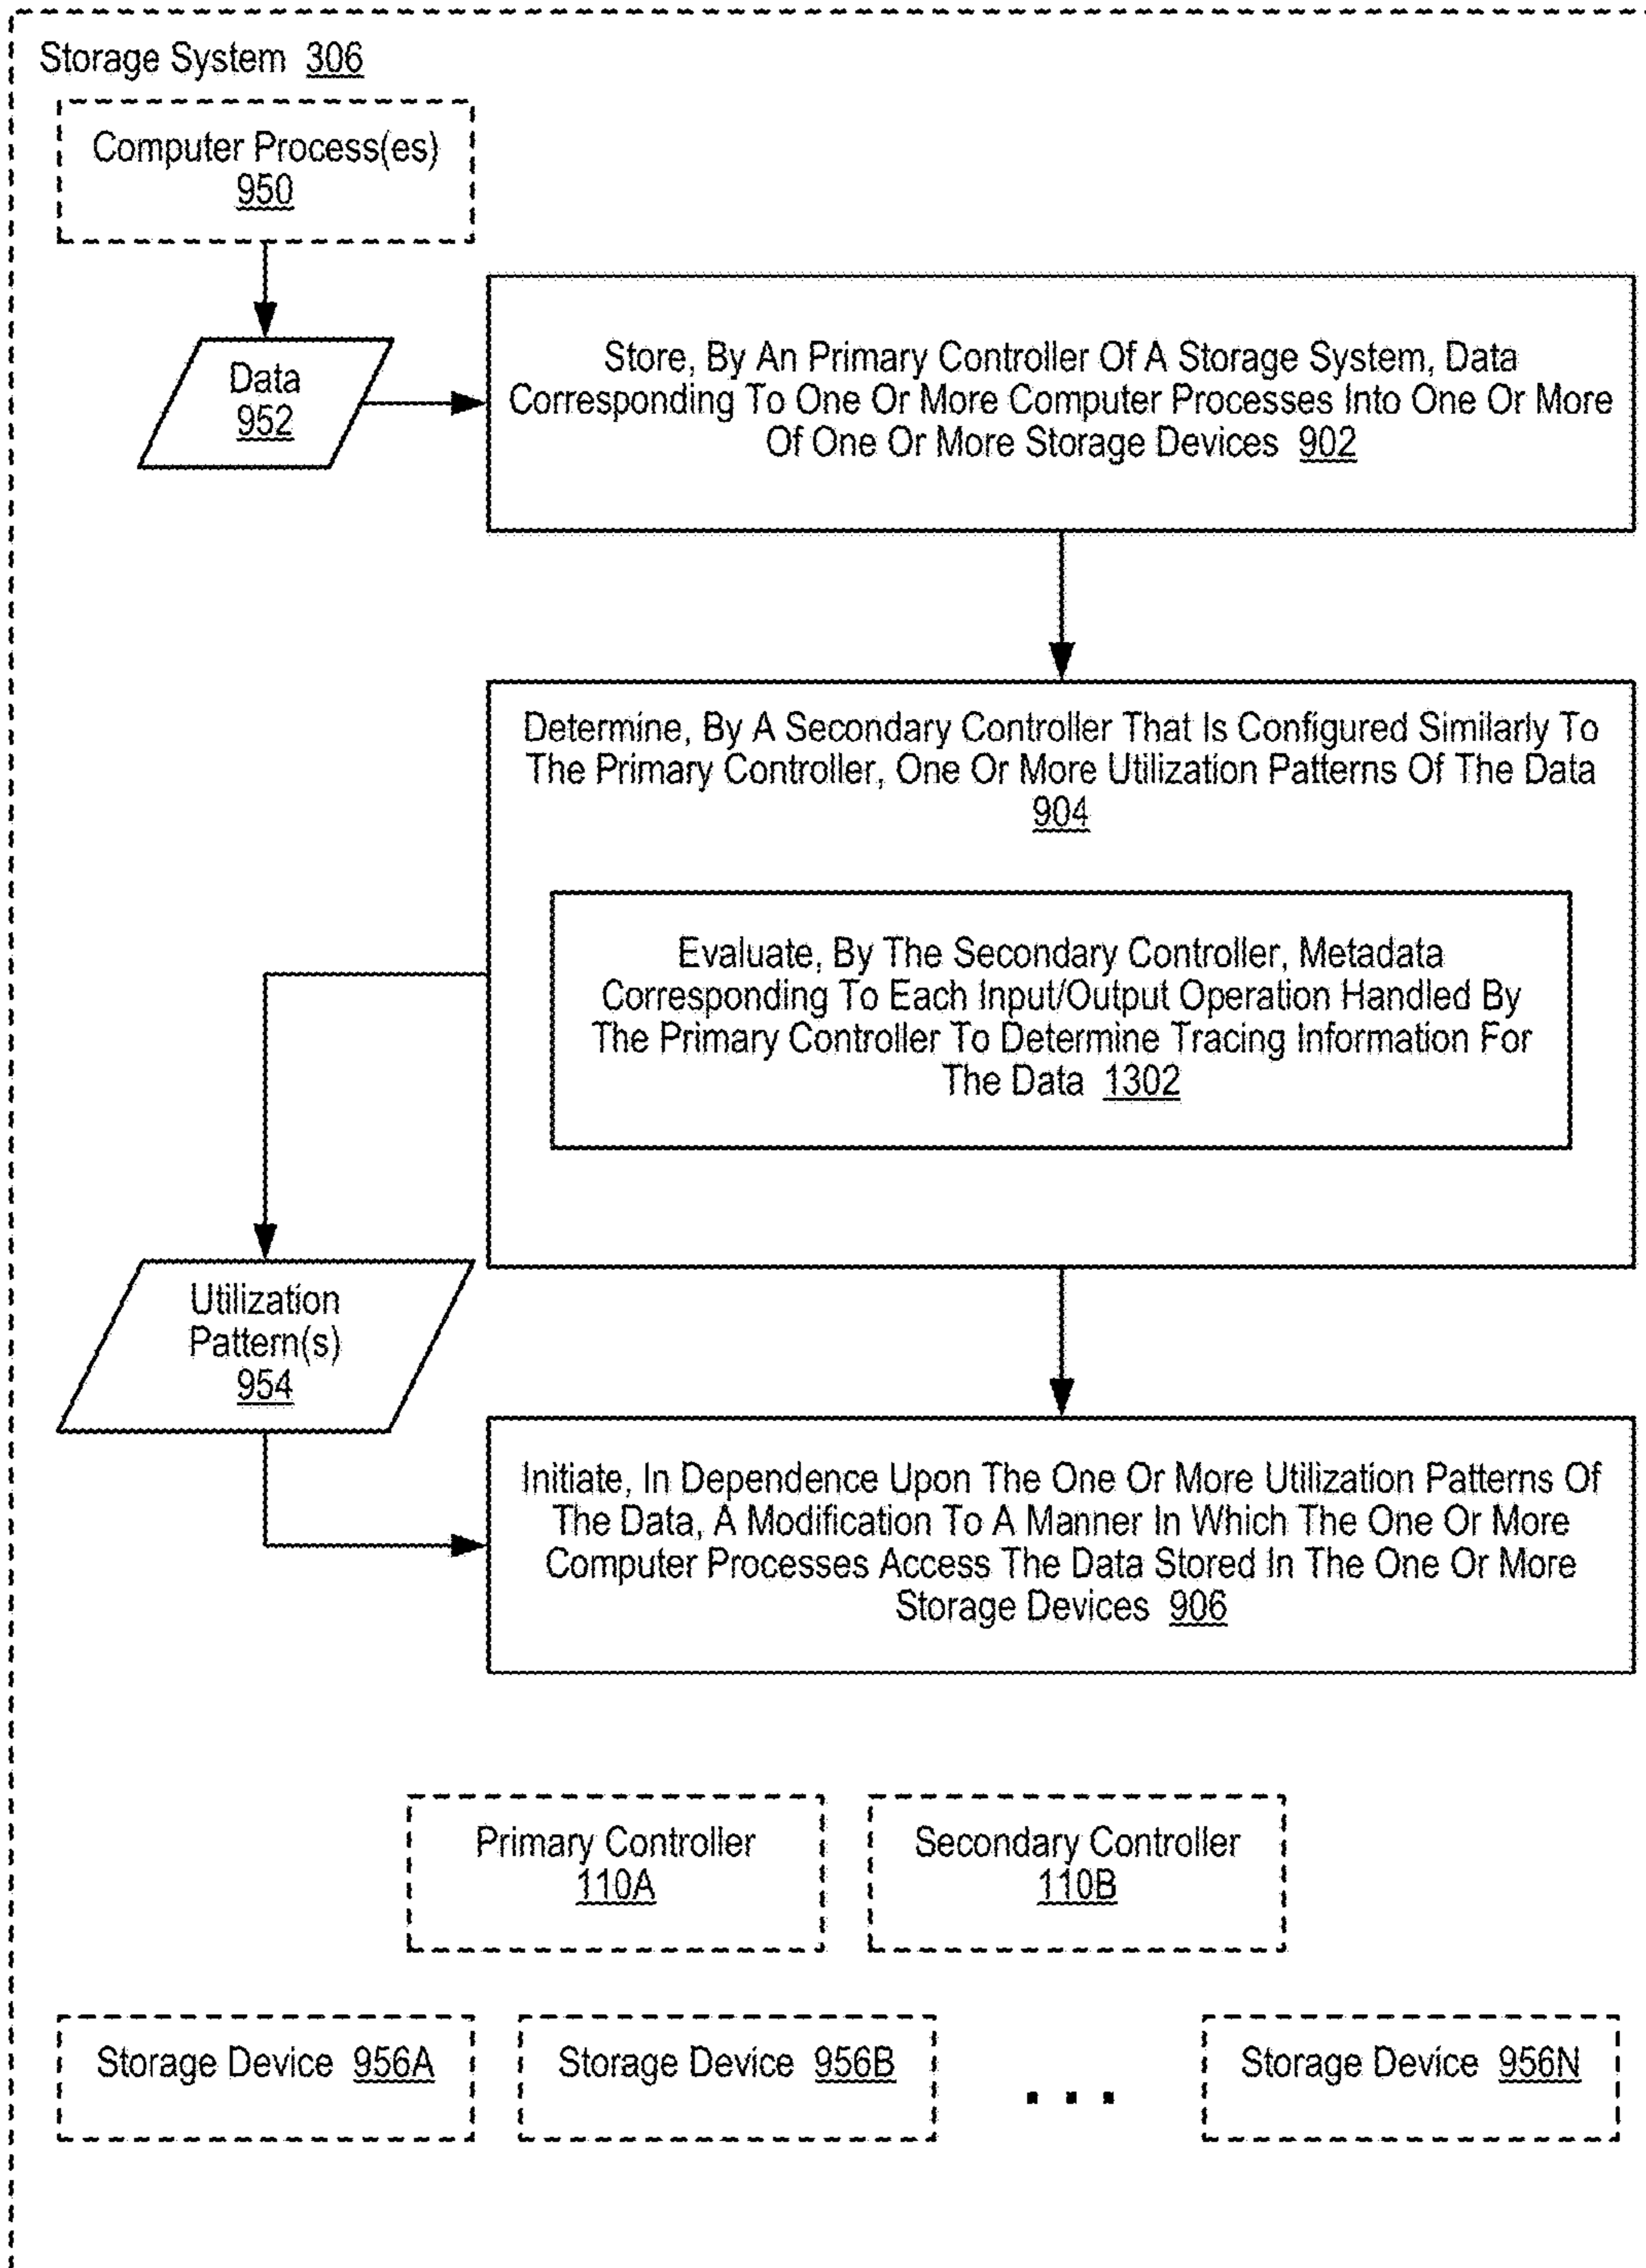 Storage System 306
Computer Process(es)
950
Data
952
Store, By An Primary Controller Of A Storage System, Data
Corresponding To One Or More Computer Processes Into One Or More
Of One Or More Storage Devices 902
Determine, By A Secondary Controller That Is Configured Similarly To
The Primary Controller, One Or More Utilization Patterns Of The Data
904
Evaluate, By The Secondary Controller, Metadata
Corresponding To Each Input/Output Operation Handled By
The Primary Controller To Determine Tracing Information For
The Data 1302
Utilization
Pattern(s)
954
Initiate, In Dependence Upon The One Or More Utilization Patterns Of
The Data, A Modification To A Manner In Which The One Or More
Computer Processes Access The Data Stored In The One Or More
Storage Devices 906
Primary Controller
110A
Secondary Controller
110B
Storage Device 956A
Storage Device 956B
. . .
Storage Device 956N